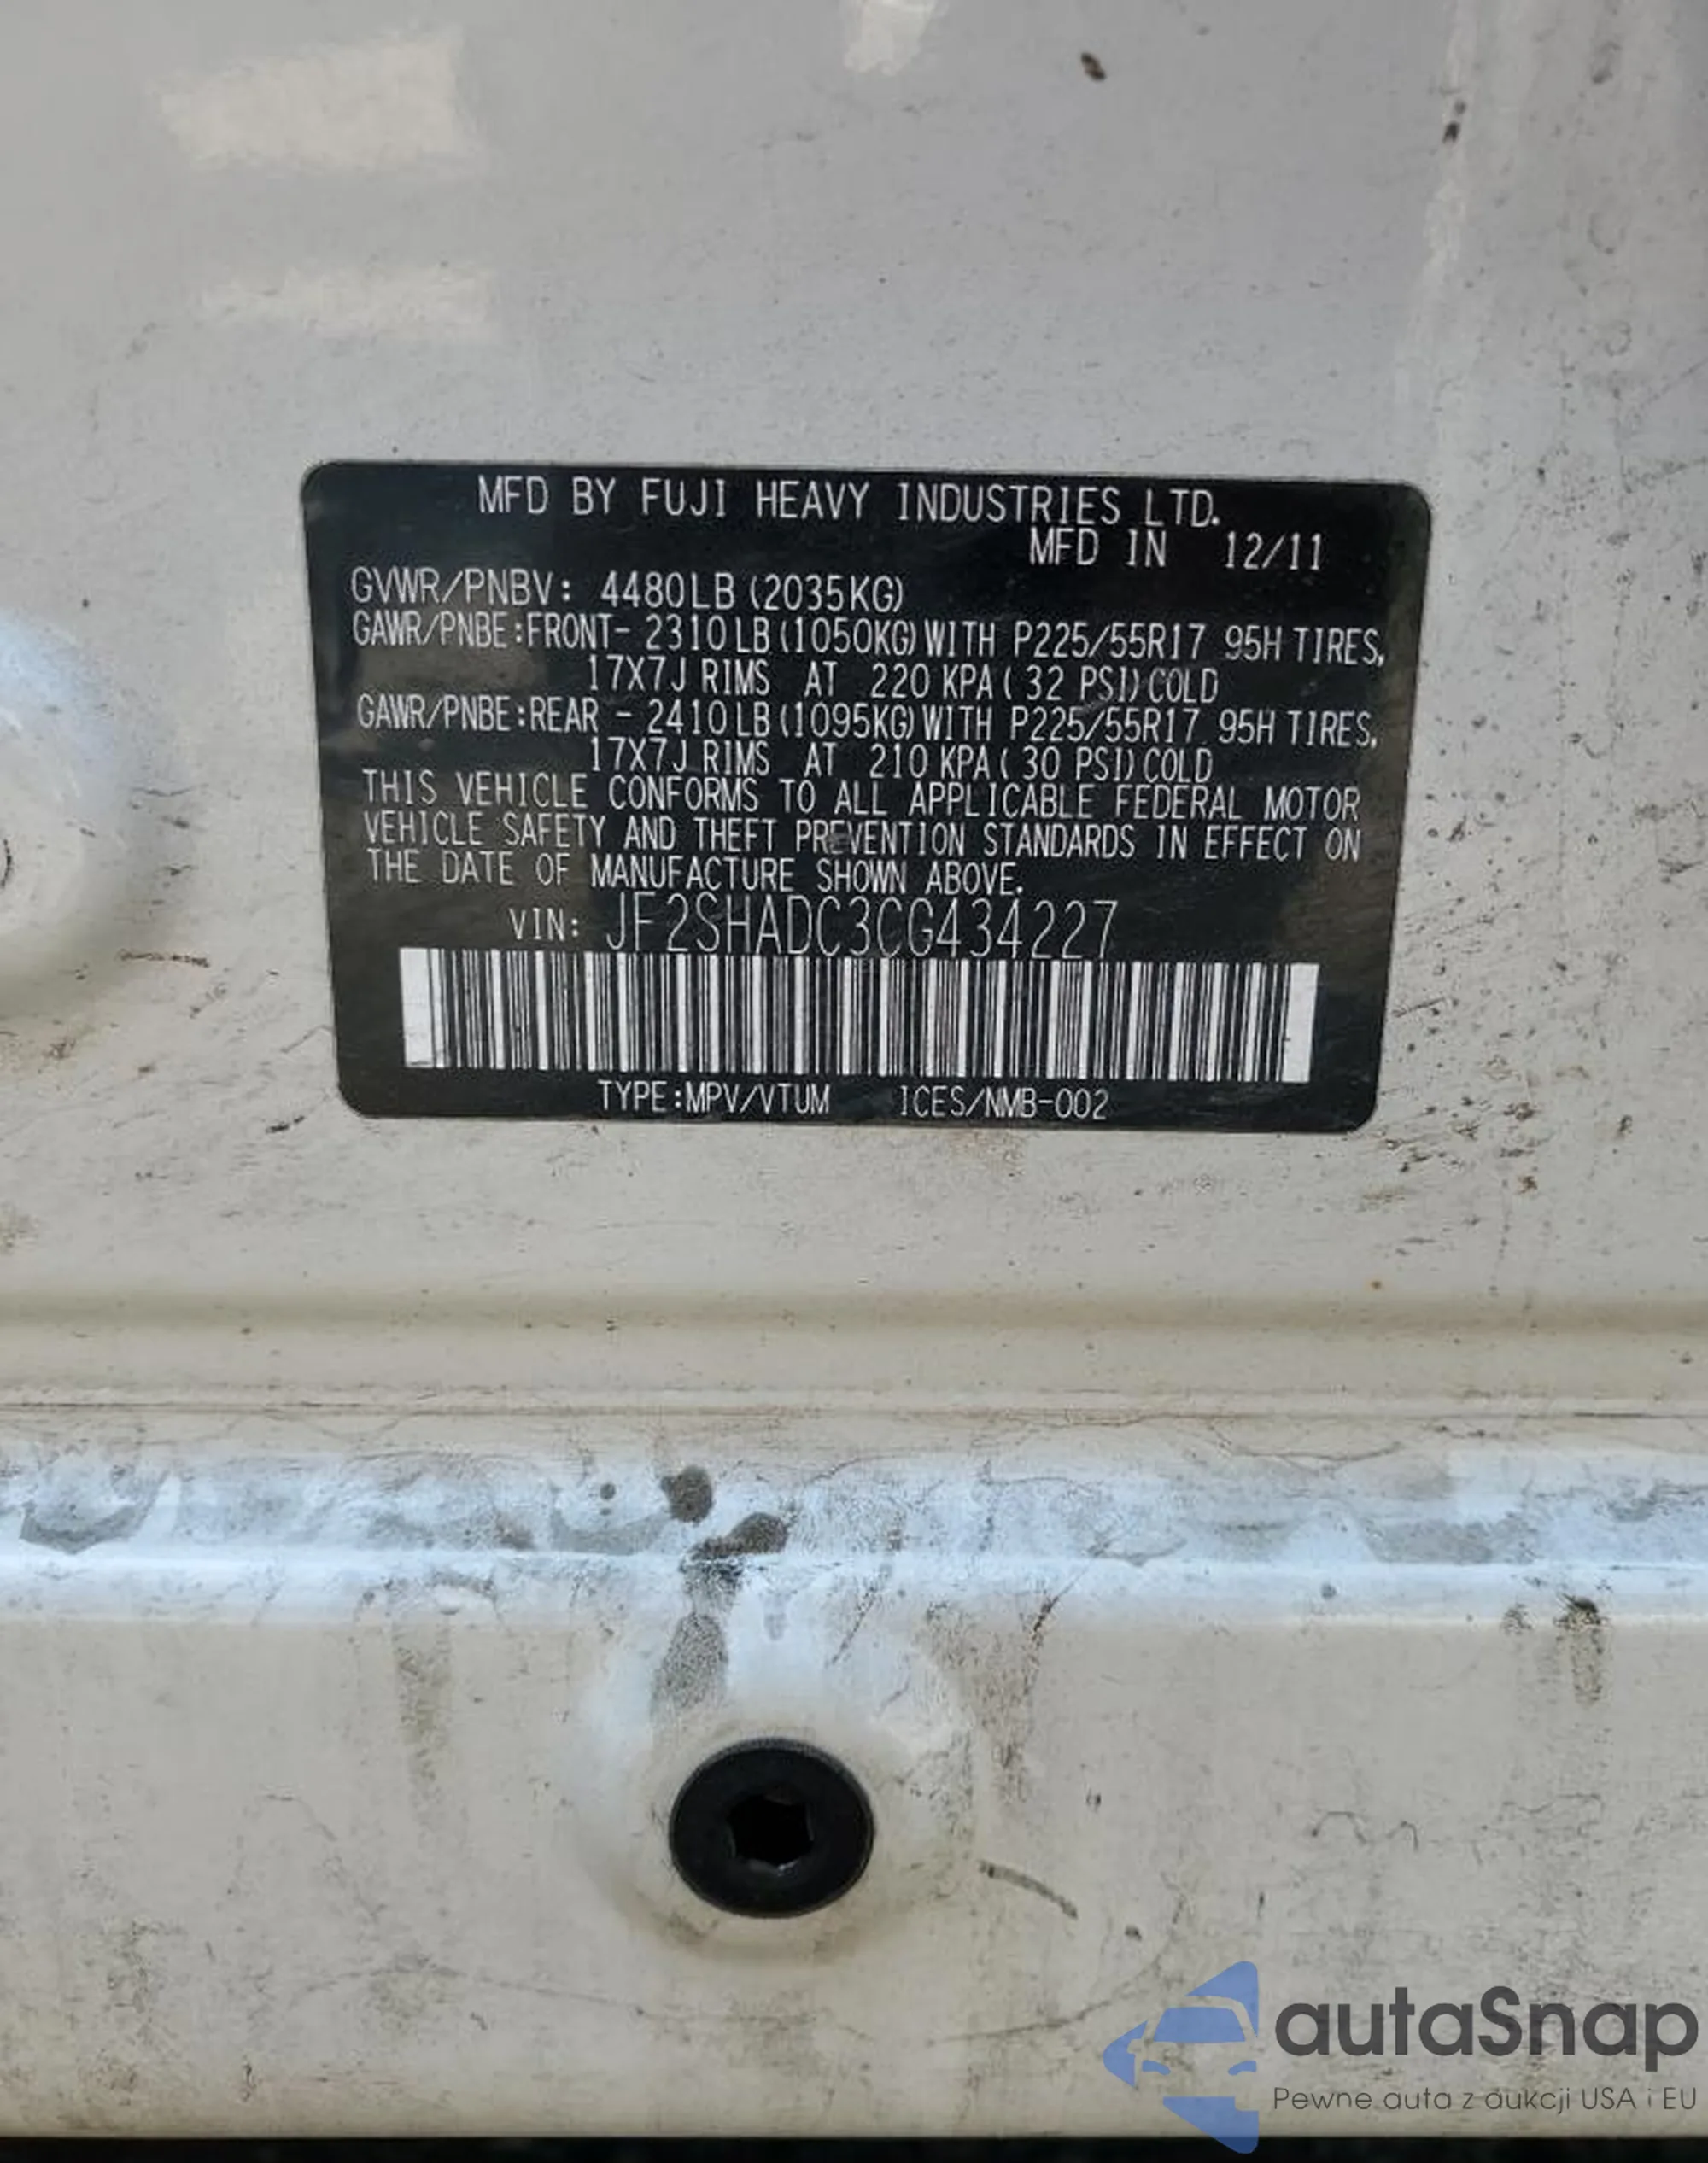 MFD BY FUJI HEAVY INDUSTRIES LTD.
MFD IN 12/11
GVWR/PNBV: 4480LB (2035KG)
GAWR/PNBE:FRONT- 2310LB(1050KG)WITH P225/55R17 95H TIRES,
17X7J RIMS AT 220 KPA( 32 PSI)COLD
GAWR/PNBE:REAR - 2410LB(1095KG)WITH P225/55R17 95H TIRES,
17X7J RIMS AT 210 KPA( 30 PSI)COLD
THIS VEHICLE CONFORMS TO ALL APPLICABLE FEDERAL MOTOR
VEHICLE SAFETY AND THEFT PREVENTION STANDARDS IN EFFECT ON
THE DATE OF MANUFACTURE SHOWN ABOVE.
VIN: JF2SHADC3CG434227
TYPE:MPV/VTUM ICES/NMB-002
autaSnap
Pewne auta z aukcji USA i EU